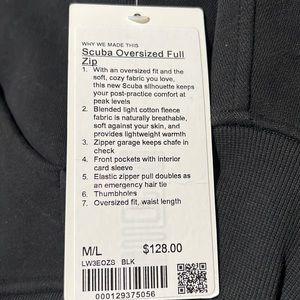 WHY WE MADE THIS
Scuba Oversized Full
Zip
1. With an oversized fit and the
soft, cozy fabric you love,
this new Scuba silhouette keeps
your post-practice comfort at
peak levels
2. Blended light cotton fleece
fabric is naturally breathable,
soft against your skin, and
provides lightweight warmth
3. Zipper garage keeps chafe in
check
4. Front pockets with interior
card sleeve
5. Elastic zipper pull doubles as
an emergency hair tie
6. Thumbholes
7. Oversized fit, waist length
M/L $128.00
LW3EOZS BLK
000129375056